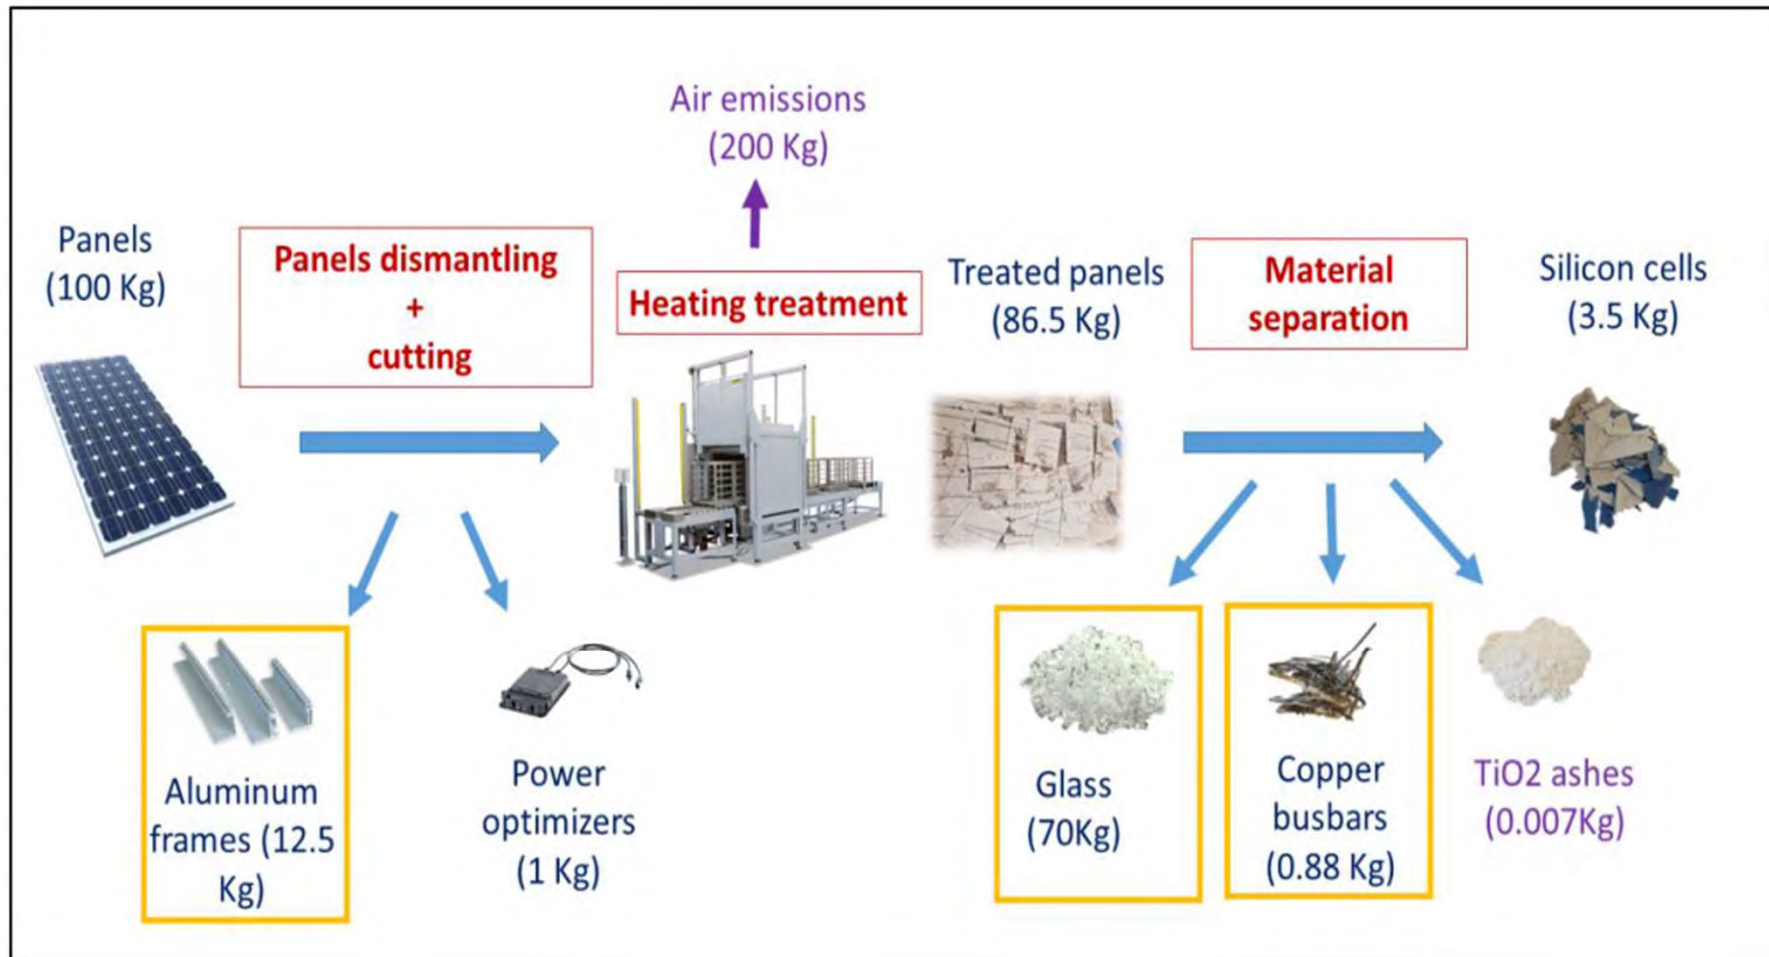 Air emissions
(200 Kg)
Panels
(100 Kg)
Panels dismantling
+
cutting
Heating treatment
Treated panels
(86.5 Kg)
Material
separation
Silicon cells
(3.5 Kg)
Aluminum
frames (12.5
Kg)
Power
optimizers
(1 Kg)
Glass
(70Kg)
Copper
busbars
(0.88 Kg)
TiO2 ashes
(0.007Kg)